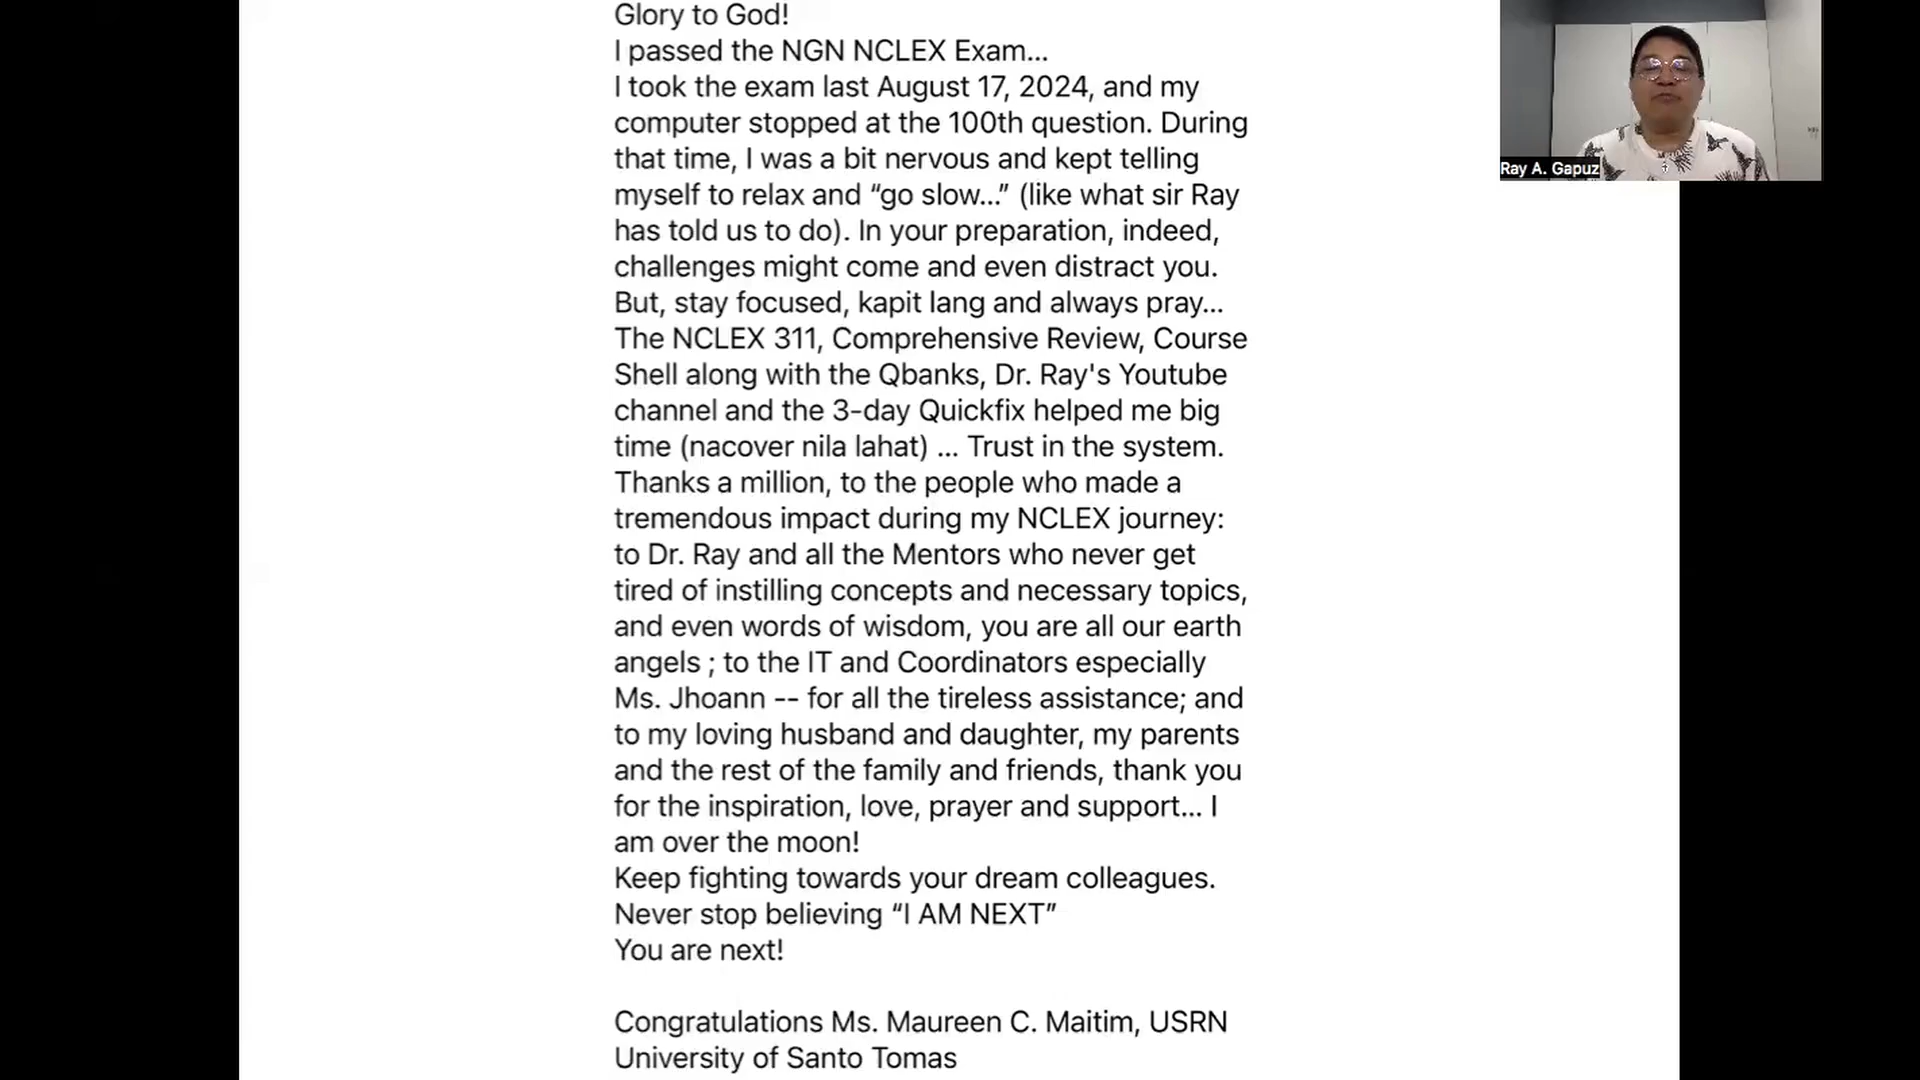 Glory to God!
I passed the NGN NCLEX Exam...
I took the exam last August 17, 2024, and my
computer stopped at the 100th question. During
that time, I was a bit nervous and kept telling
myself to relax and “go slow...” (like what sir Ray
has told us to do). In your preparation, indeed,
challenges might come and even distract you.
But, stay focused, kapit lang and always pray...
The NCLEX 311, Comprehensive Review, Course
Shell along with the Qbanks, Dr. Ray's Youtube
channel and the 3-day Quickfix helped me big
time (nacover nila lahat) ... Trust in the system.
Thanks a million, to the people who made a
tremendous impact during my NCLEX journey:
to Dr. Ray and all the Mentors who never get
tired of instilling concepts and necessary topics,
and even words of wisdom, you are all our earth
angels ; to the IT and Coordinators especially
Ms. Jhoann -- for all the tireless assistance; and
to my loving husband and daughter, my parents
and the rest of the family and friends, thank you
for the inspiration, love, prayer and support... I
am over the moon!
Keep fighting towards your dream colleagues.
Never stop believing “I AM NEXT”
You are next!
Congratulations Ms. Maureen C. Maitim, USRN
University of Santo Tomas
Ray A. Gapuz